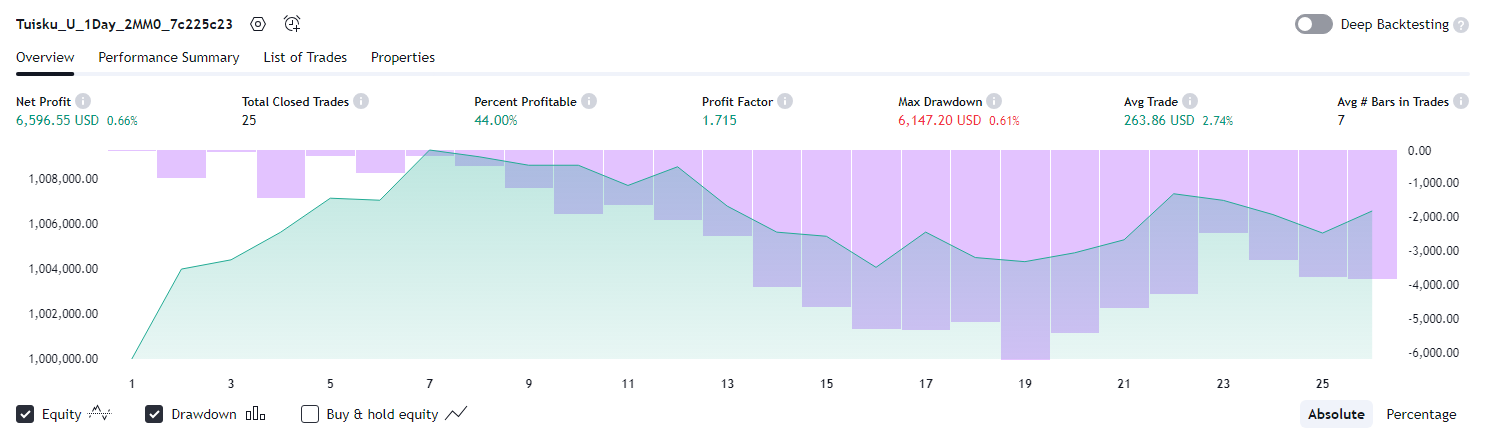 Tuisku_U_1Day_2MM0_7c225c23 Deep Backtesting ?
Overview Performance Summary List of Trades Properties
Net Profit i Total Closed Trades i Percent Profitable i Profit Factor i Max Drawdown i Avg Trade i Avg # Bars in Trades i
6,596.55 USD 0.66% 25 44.00% 1.715 6,147.20 USD 0.61% 263.86 USD 2.74% 7
0.00
1,008,000.00 -1,000.00
1,006,000.00 -2,000.00
-3,000.00
1,004,000.00 -4,000.00
1,002,000.00 -5,000.00
1,000,000.00 -6,000.00
1 3 5 7 9 11 13 15 17 19 21 23 25
Equity Drawdown Buy & hold equity Absolute Percentage